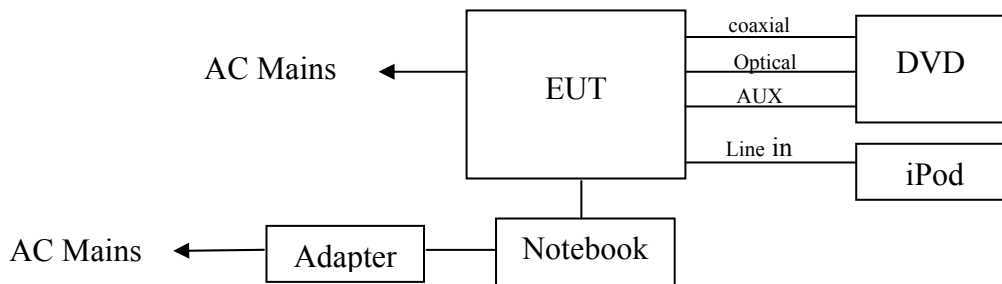 coaxial
AC Mains
EUT
Optical
DVD
AUX
Line in
iPod
AC Mains
Adapter
Notebook